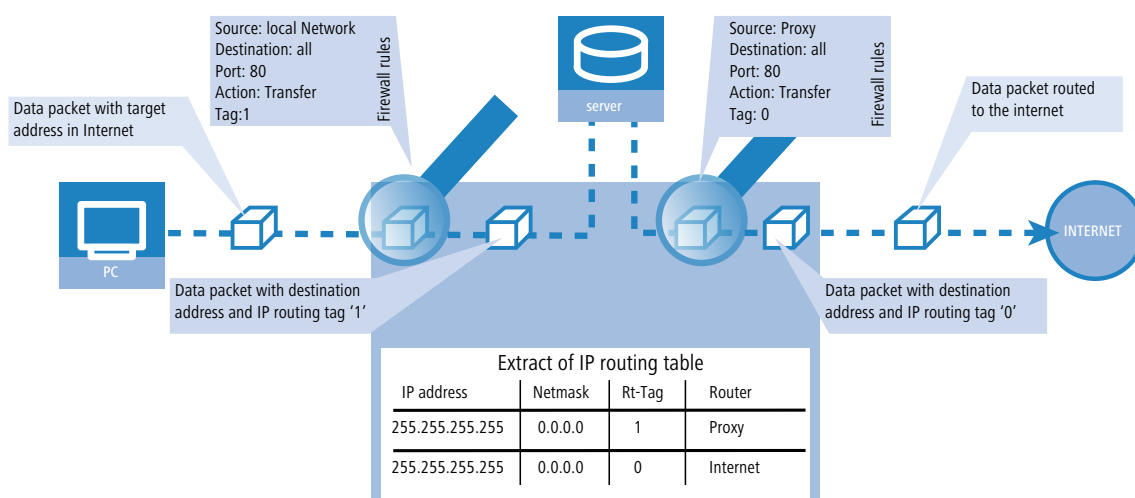 Source: local Network
Destination: all
Port: 80
Action: Transfer
Tag:1
Firewall rules
server
Source: Proxy
Destination: all
Port: 80
Action: Transfer
Tag: 0
Firewall rules
Data packet with target
address in Internet
Data packet routed
to the internet
PC
INTERNET
Data packet with destination
address and IP routing tag ‘1’
Data packet with destination
address and IP routing tag ‘0’
Extract of IP routing table
IP address Netmask Rt-Tag Router
255.255.255.255 0.0.0.0 1 Proxy
255.255.255.255 0.0.0.0 0 Internet